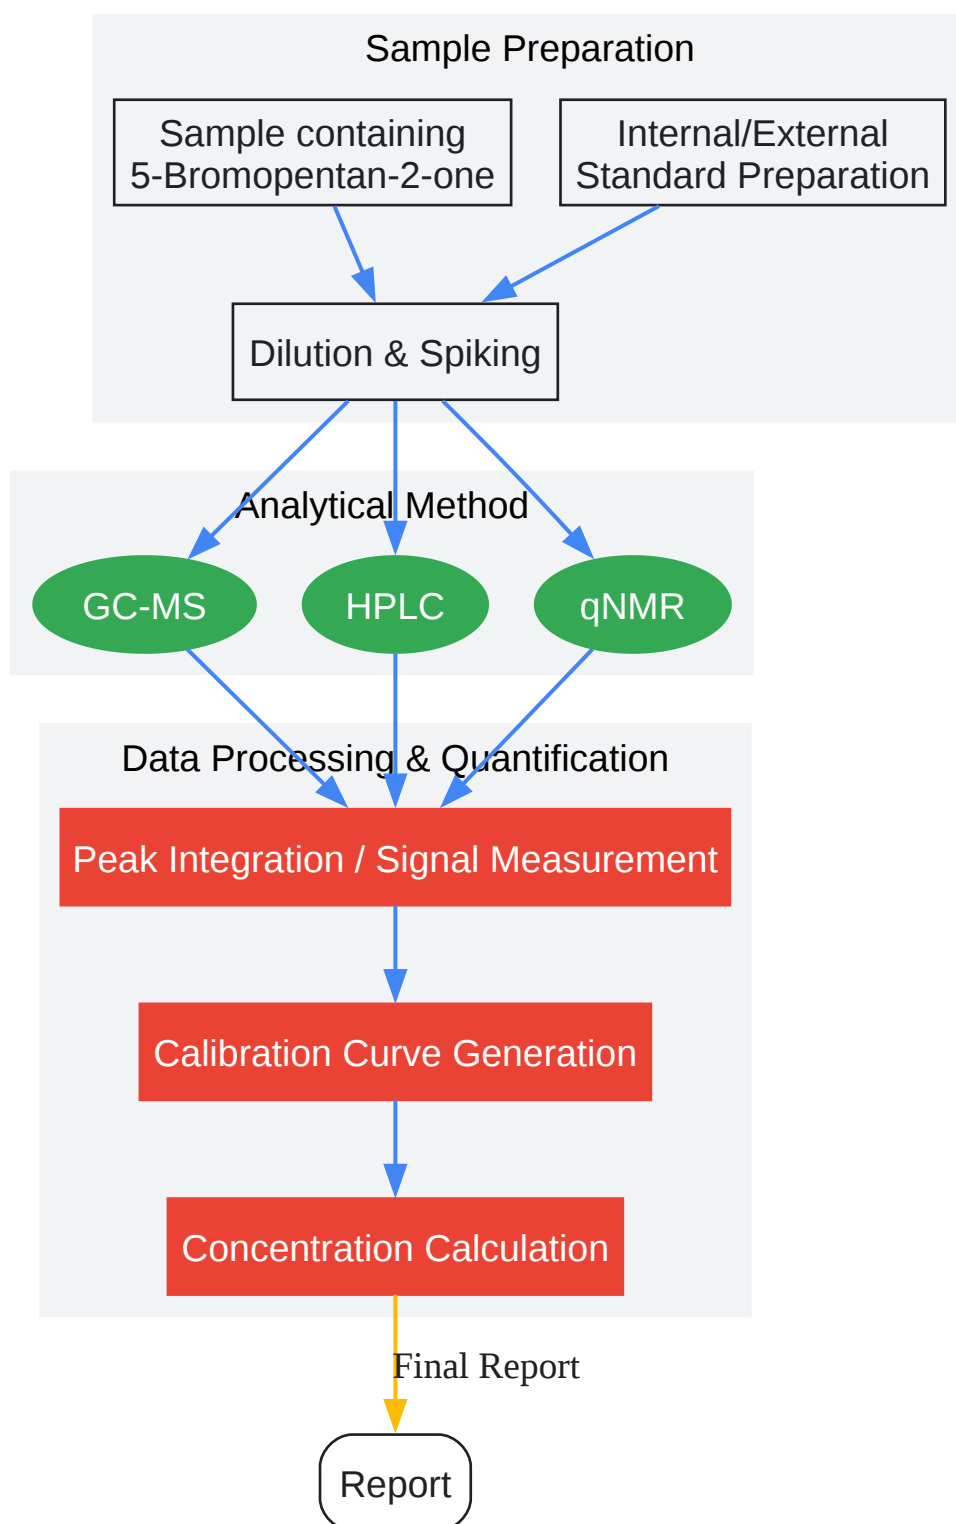 Sample Preparation
Sample containing
5-Bromopentan-2-one
Internal/External
Standard Preparation
Dilution & Spiking
Analytical Method
GC-MS
HPLC
qNMR
Data Processing & Quantification
Peak Integration / Signal Measurement
Calibration Curve Generation
Concentration Calculation
Final Report
Report